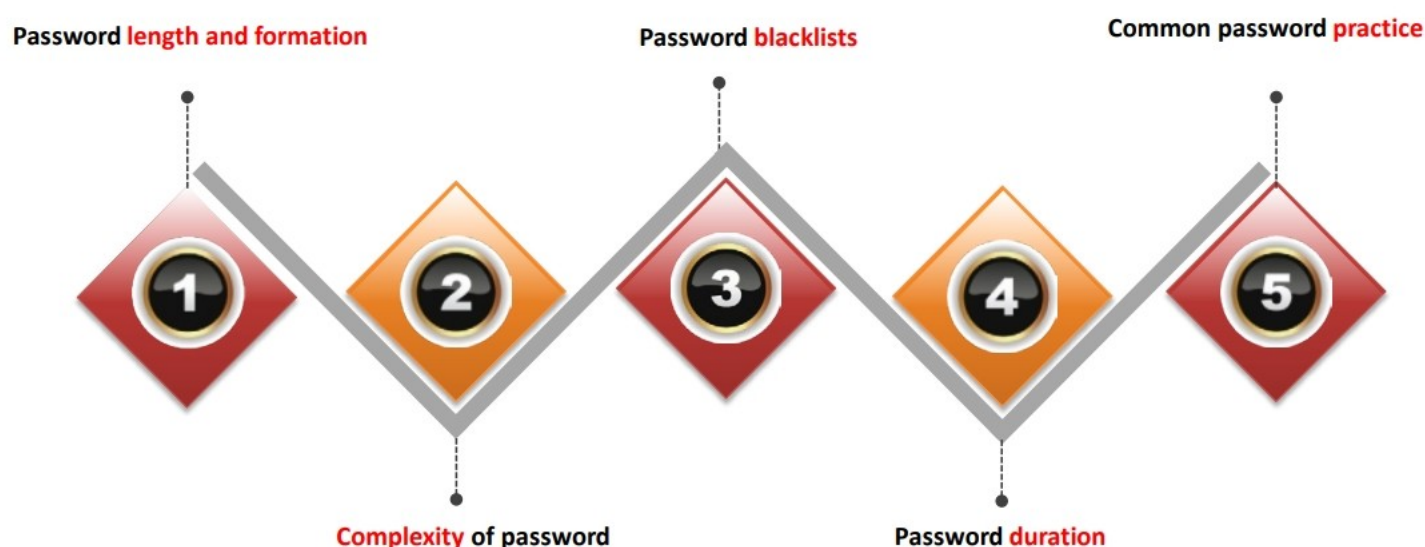 Password length and formation
Password blacklists
Common password practice
1
2
3
4
5
Complexity of password
Password duration